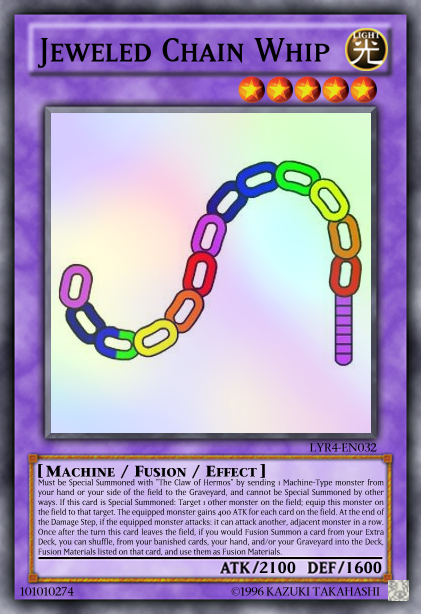 JEWELED CHAIN WHIP
LIGHT
光
LYR4-EN032
[MACHINE / FUSION / EFFECT]
Must be Special Summoned with "The Claw of Hermos" by sending 1 Machine-Type monster from
your hand or your side of the field to the Graveyard, and cannot be Special Summoned by other
ways. If this card is Special Summoned: Target 1 other monster on the field; equip this monster on
the field to that target. The equipped monster gains 400 ATK for each card on the field. At the end of
the Damage Step, if the equipped monster attacks: it can attack another, adjacent monster in a row.
Once after the turn this card leaves the field, if you would Fusion Summon a card from your Extra
Deck, you can shuffle, from your banished cards, your hand, and/or your Graveyard into the Deck,
Fusion Materials listed on that card, and use them as Fusion Materials.
ATK/2100 DEF/1600
101010274
©1996 KAZUKI TAKAHASHI